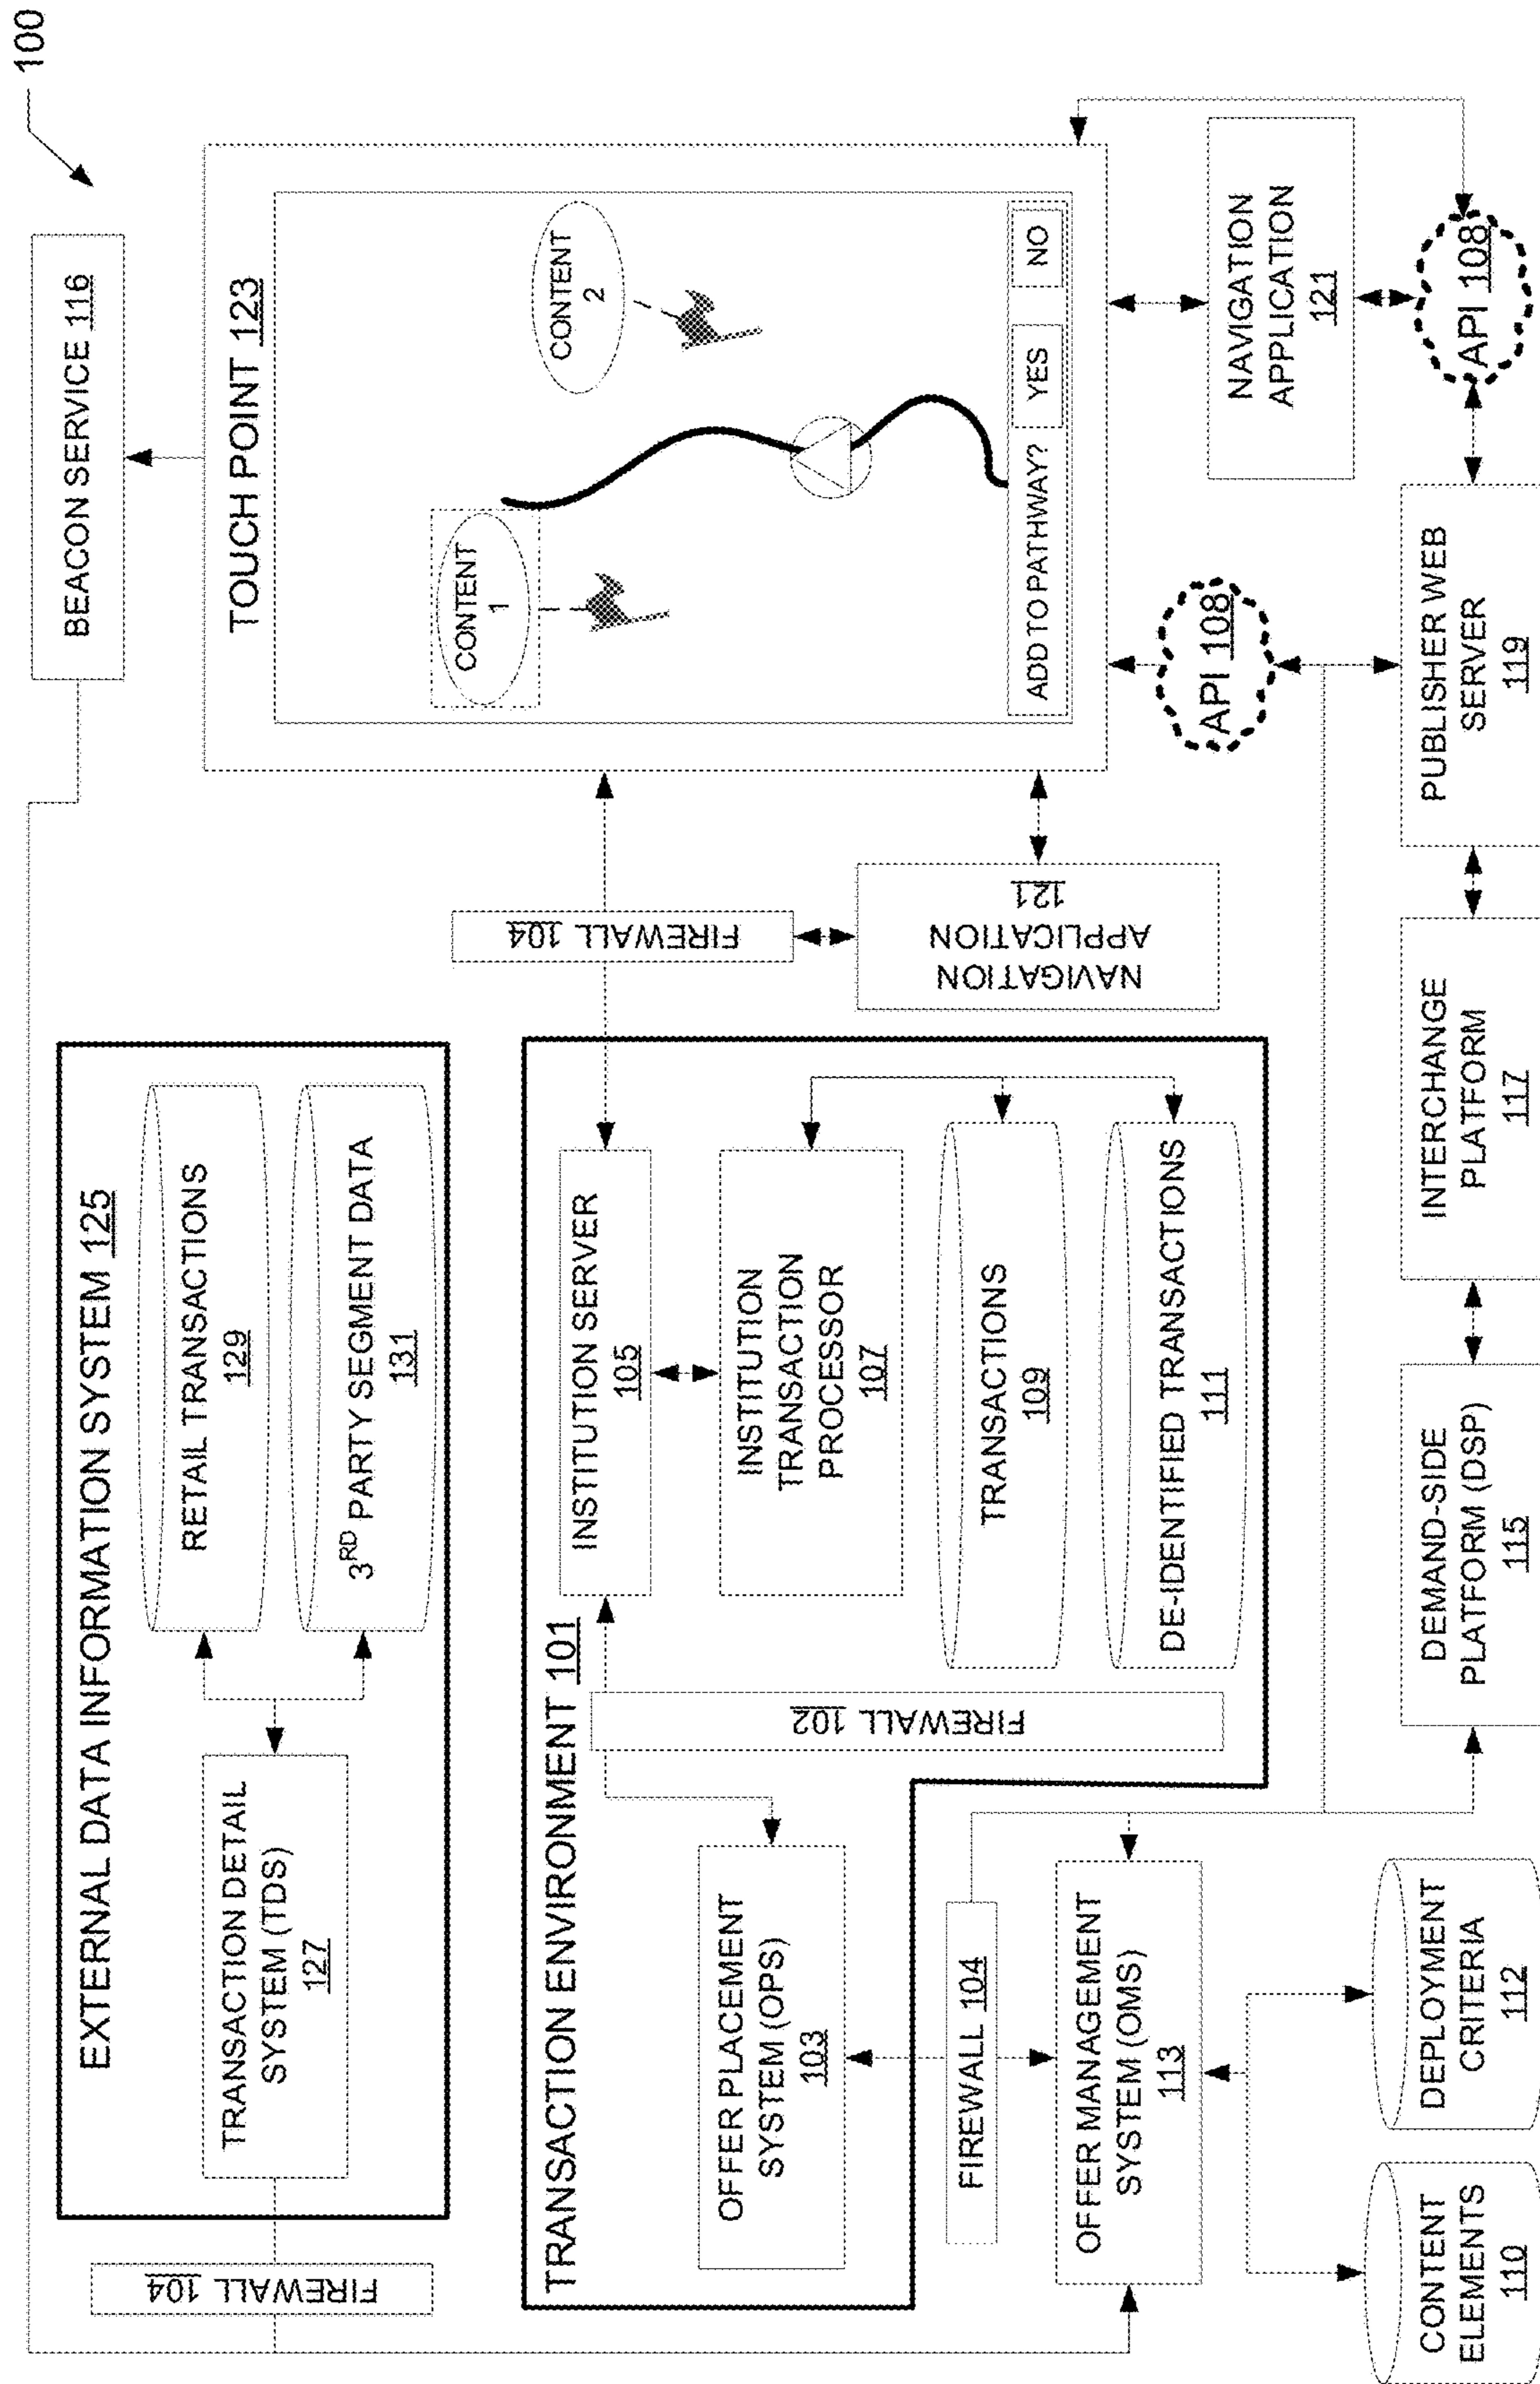 100
BEACON SERVICE 116
EXTERNAL DATA INFORMATION SYSTEM 125
FIREWALL 104
TRANSACTION DETAIL
SYSTEM (TDS)
127
RETAIL TRANSACTIONS
129
3RD PARTY SEGMENT DATA
131
TOUCH POINT 123
CONTENT
1
CONTENT
2
ADD TO PATHWAY?
YES
NO
TRANSACTION ENVIRONMENT 101
OFFER PLACEMENT
SYSTEM (OPS)
103
FIREWALL 102
INSTITUTION SERVER
105
INSTITUTION
TRANSACTION
PROCESSOR
107
TRANSACTIONS
109
DE-IDENTIFIED TRANSACTIONS
111
FIREWALL 104
NAVIGATION
APPLICATION
121
API 108
NAVIGATION
APPLICATION
121
API 108
FIREWALL 104
OFFER MANAGEMENT
SYSTEM (OMS)
113
CONTENT
ELEMENTS
110
DEPLOYMENT
CRITERIA
112
DEMAND-SIDE
PLATFORM (DSP)
115
INTERCHANGE
PLATFORM
117
PUBLISHER WEB
SERVER
119